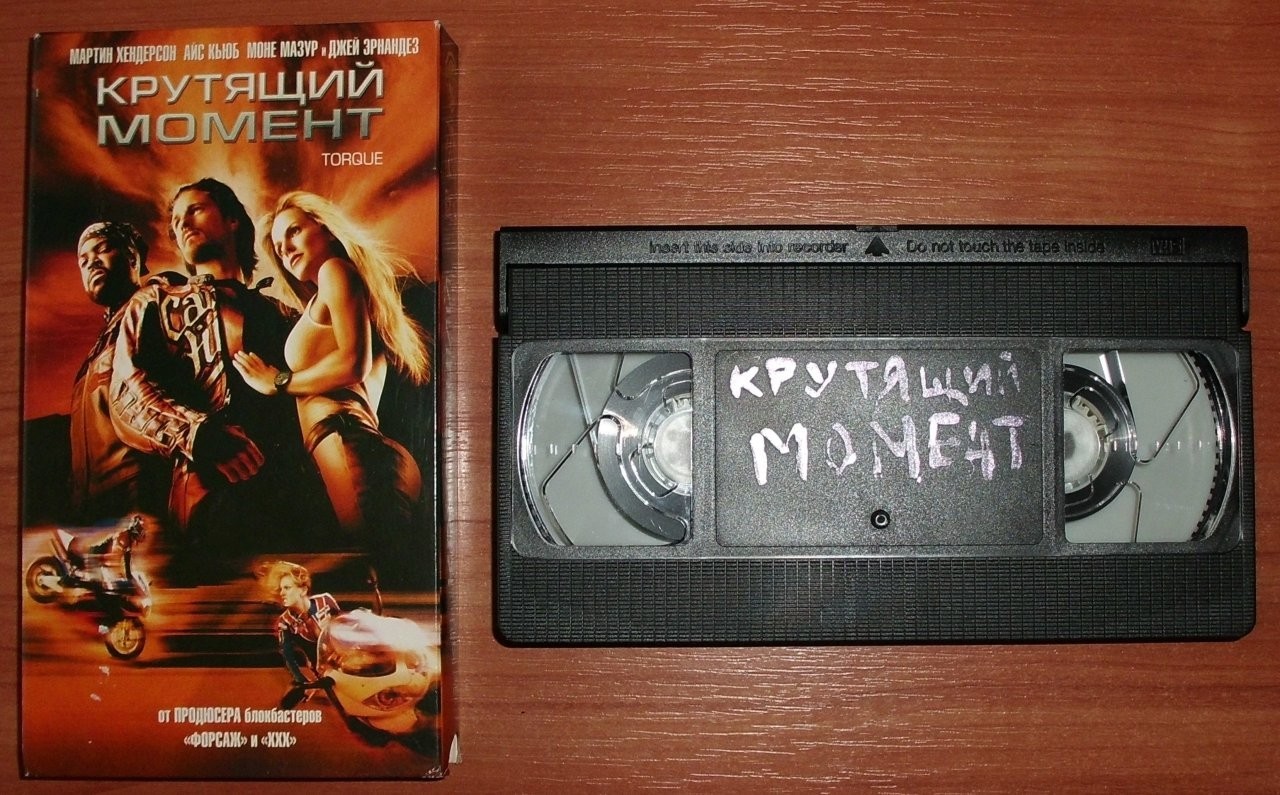 МАРТИН ХЕНДЕРСОН АЙС КЬЮБ МОНЕ МАЗУР и ДЖЕЙ ЭРНАНДЕЗ
КРУТЯЩИЙ
МОМЕНТ
TORQUE
от ПРОДЮСЕРА блокбастеров
«ФОРСАЖ» и «XXX»
Insert this side into recorder Do not touch the tape inside VHS
КРУТЯЩИЙ
МОМЕНТ